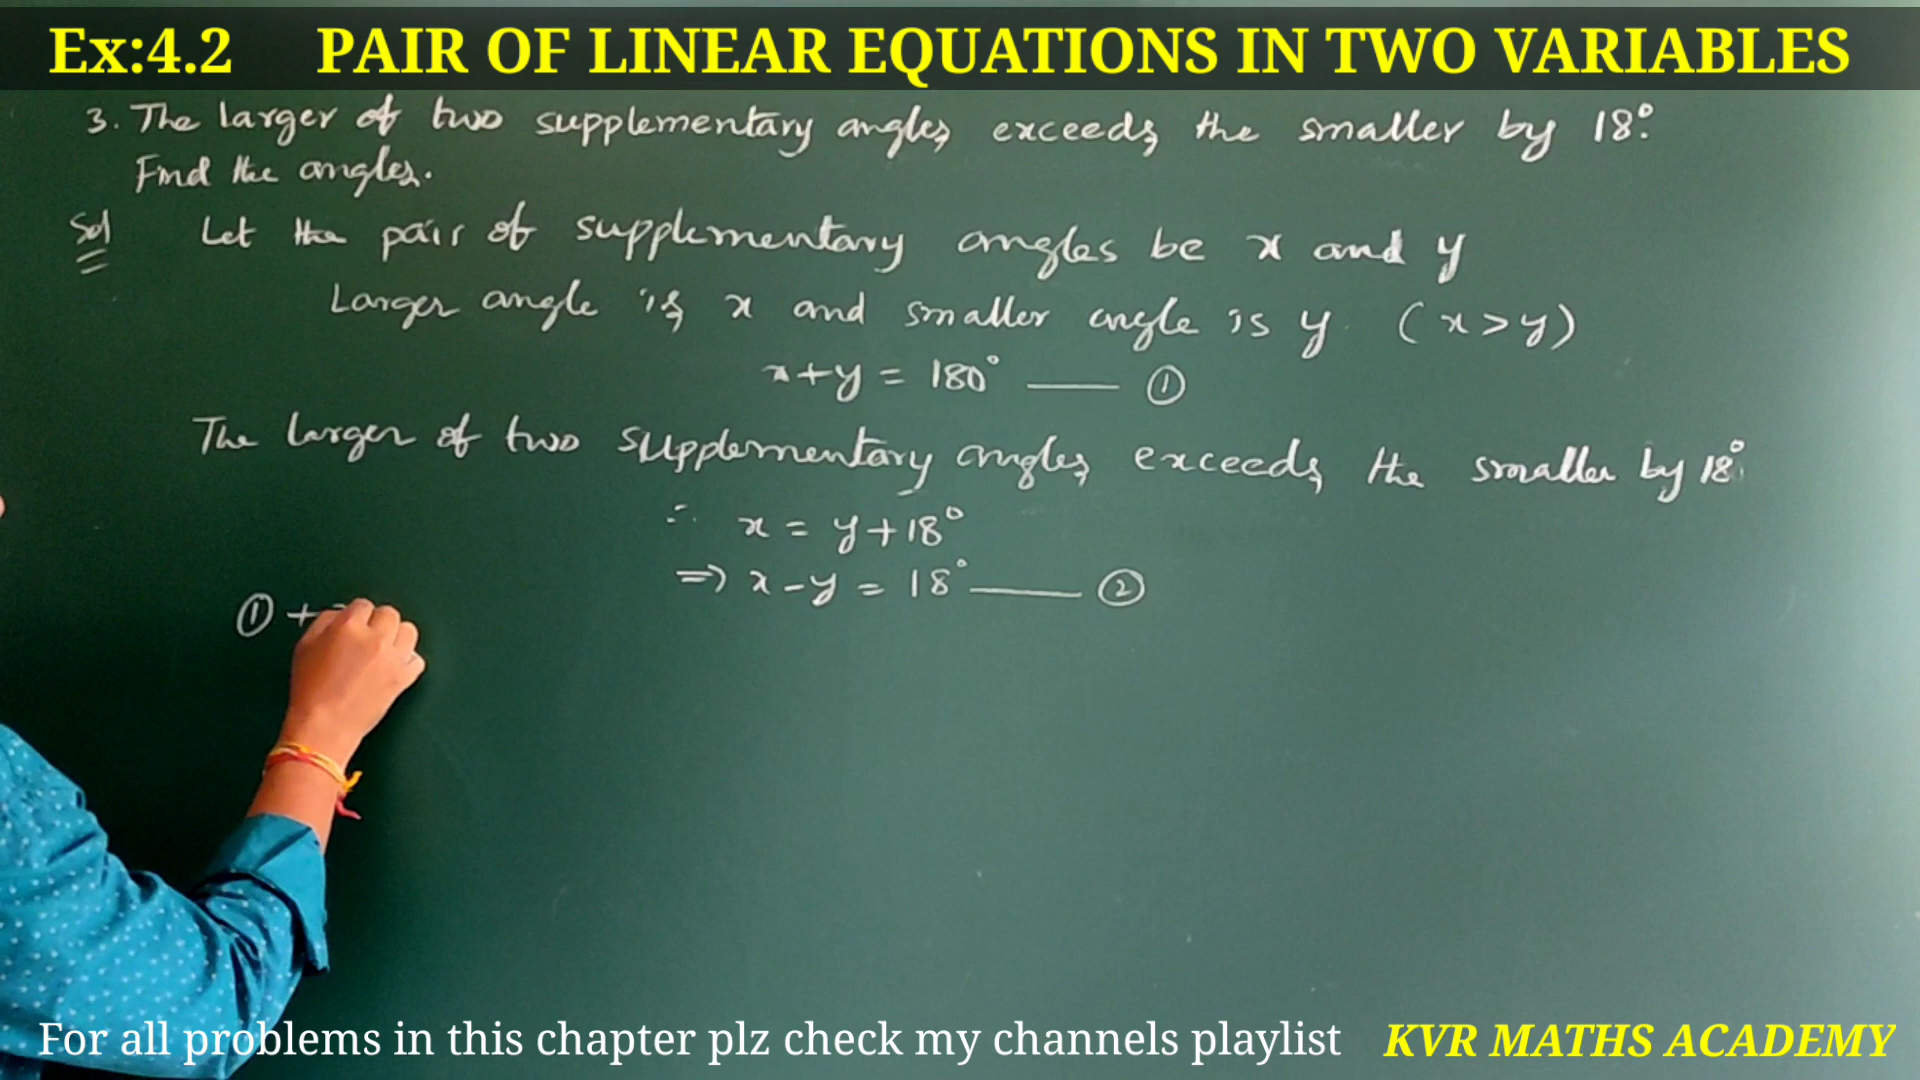 Ex:4.2 PAIR OF LINEAR EQUATIONS IN TWO VARIABLES
3. The larger of two supplementary angles exceeds the smaller by 18°.
Find the angles.
Sol Let the pair of supplementary angles be x and y
Larger angle is x and smaller angle is y (x>y)
x+y = 180° —— ①
The larger of two supplementary angles exceeds the smaller by 18°
∴ x = y+18°
⇒ x-y = 18° —— ②
① +
For all problems in this chapter plz check my channels playlist KVR MATHS ACADEMY